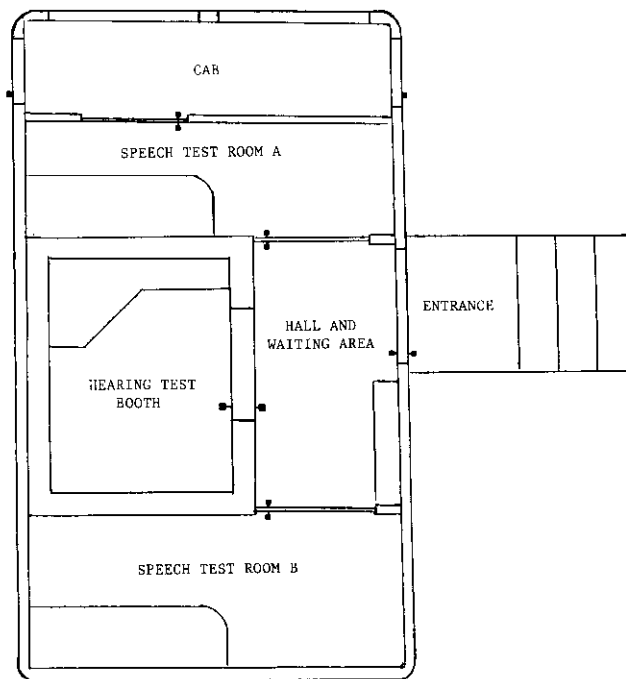 CAB
SPEECH TEST ROOM A
ENTRANCE
HALL AND
WAITING AREA
HEARING TEST
BOOTH
SPEECH TEST ROOM B